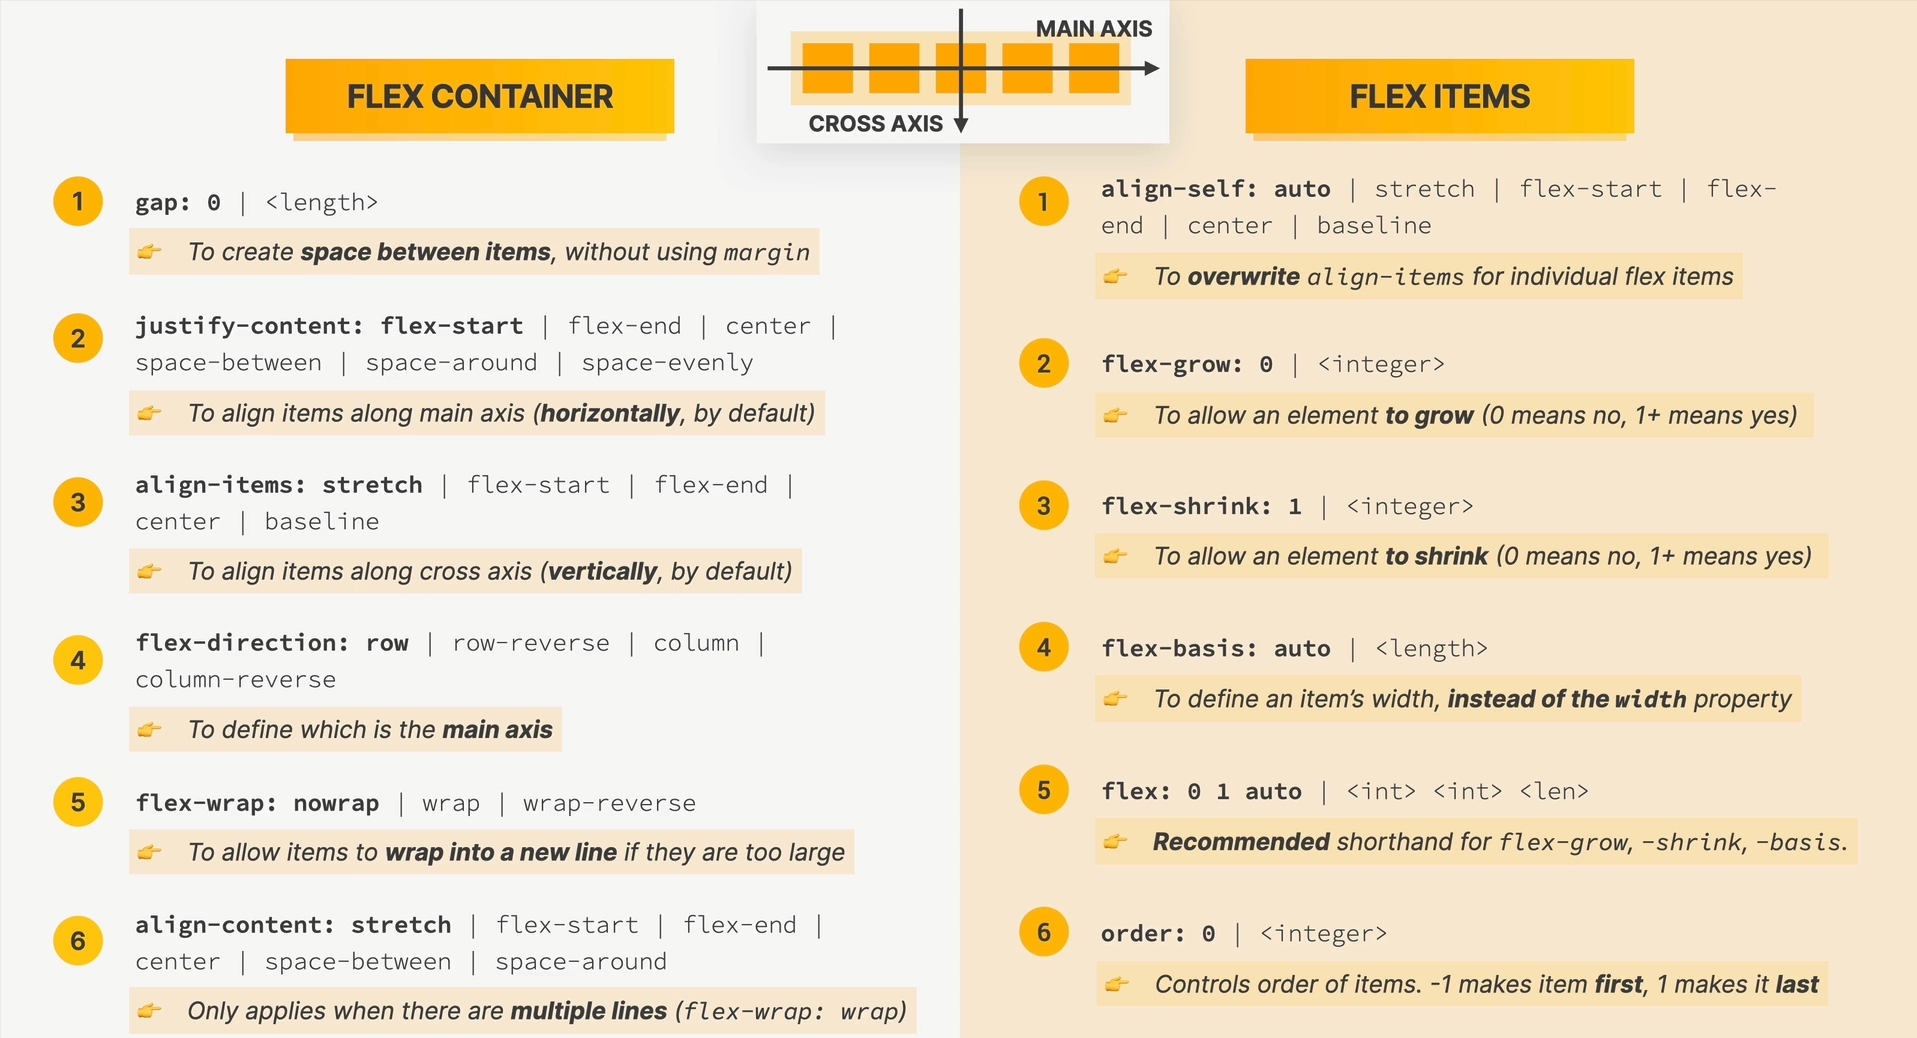 MAIN AXIS
CROSS AXIS
FLEX CONTAINER
1
gap: 0 | <length>
👉 To create space between items, without using margin
2
justify-content: flex-start | flex-end | center |
space-between | space-around | space-evenly
👉 To align items along main axis (horizontally, by default)
3
align-items: stretch | flex-start | flex-end |
center | baseline
👉 To align items along cross axis (vertically, by default)
4
flex-direction: row | row-reverse | column |
column-reverse
👉 To define which is the main axis
5
flex-wrap: nowrap | wrap | wrap-reverse
👉 To allow items to wrap into a new line if they are too large
6
align-content: stretch | flex-start | flex-end |
center | space-between | space-around
👉 Only applies when there are multiple lines (flex-wrap: wrap)
FLEX ITEMS
1
align-self: auto | stretch | flex-start | flex-
end | center | baseline
👉 To overwrite align-items for individual flex items
2
flex-grow: 0 | <integer>
👉 To allow an element to grow (0 means no, 1+ means yes)
3
flex-shrink: 1 | <integer>
👉 To allow an element to shrink (0 means no, 1+ means yes)
4
flex-basis: auto | <length>
👉 To define an item’s width, instead of the width property
5
flex: 0 1 auto | <int> <int> <len>
👉 Recommended shorthand for flex-grow, -shrink, -basis.
6
order: 0 | <integer>
👉 Controls order of items. -1 makes item first, 1 makes it last